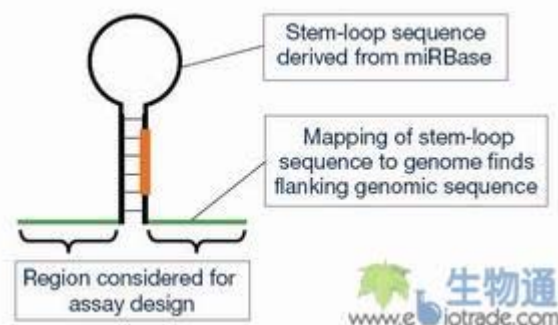 Stem-loop sequence
derived from miRBase
Mapping of stem-loop
sequence to genome finds
flanking genomic sequence
Region considered for
assay design
生物通
www.ebiotrade.com